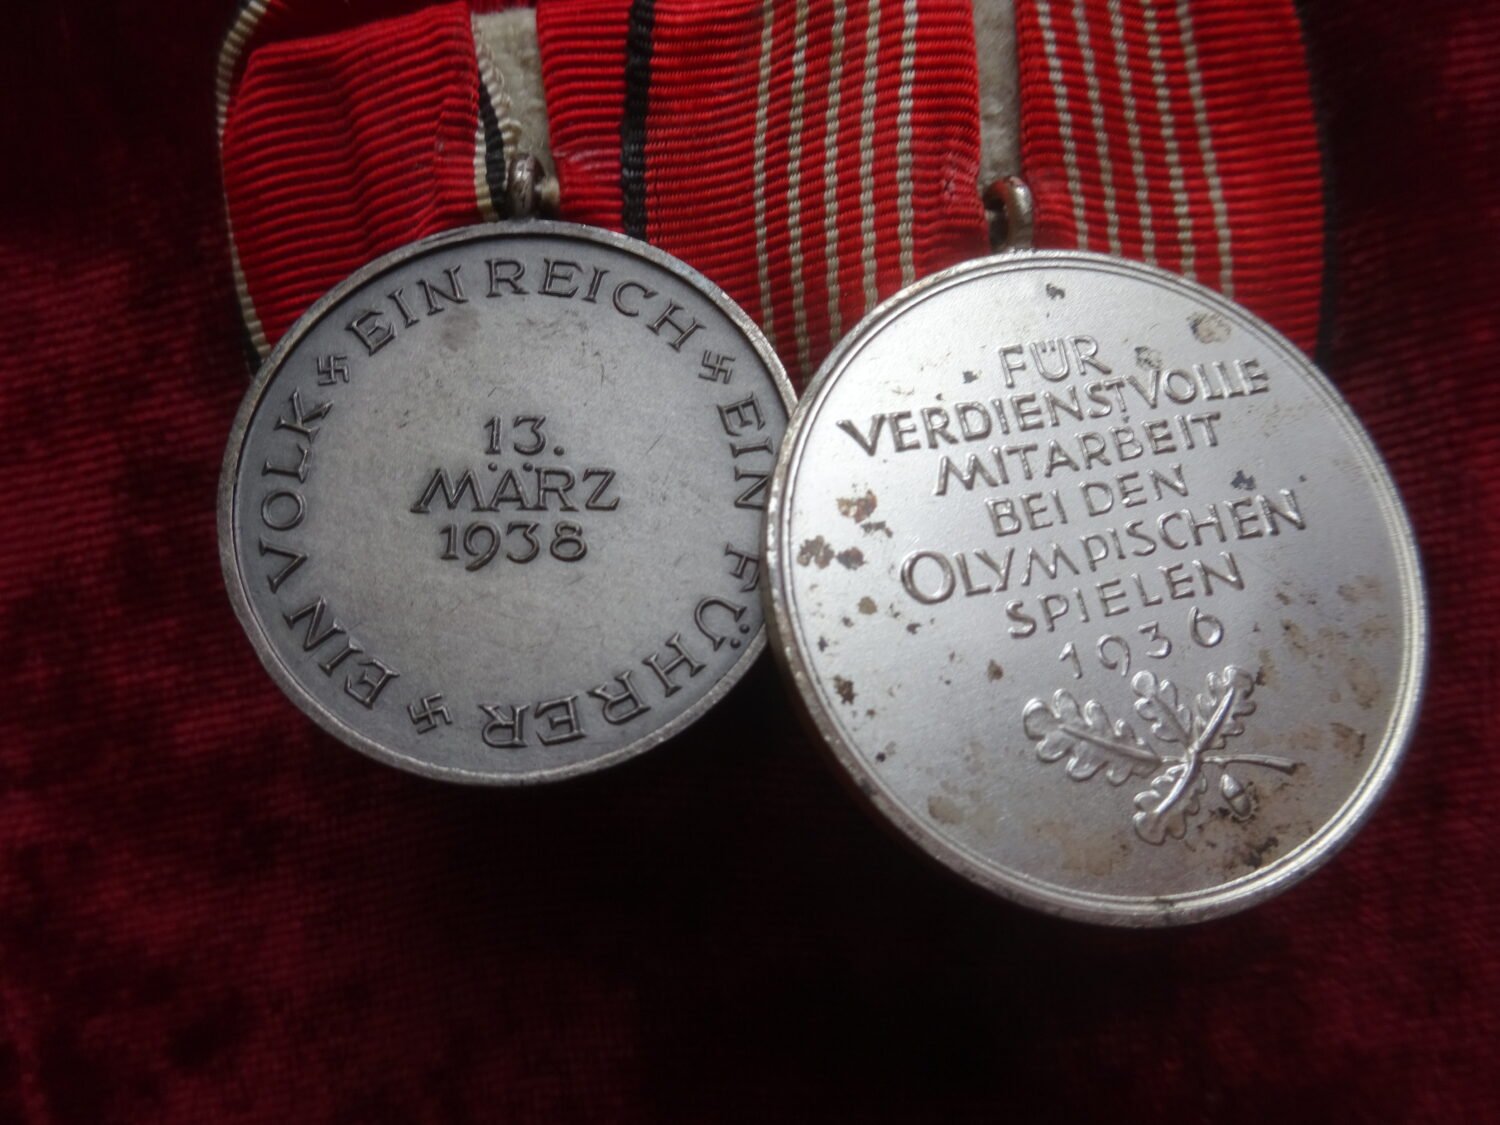 EIN VOLK
EIN REICH
EIN FÜHRER
13.
MÄRZ
1938
FÜR
VERDIENSTVOLLE
MITARBEIT
BEI DEN
OLYMPISCHEN
SPIELEN
1936